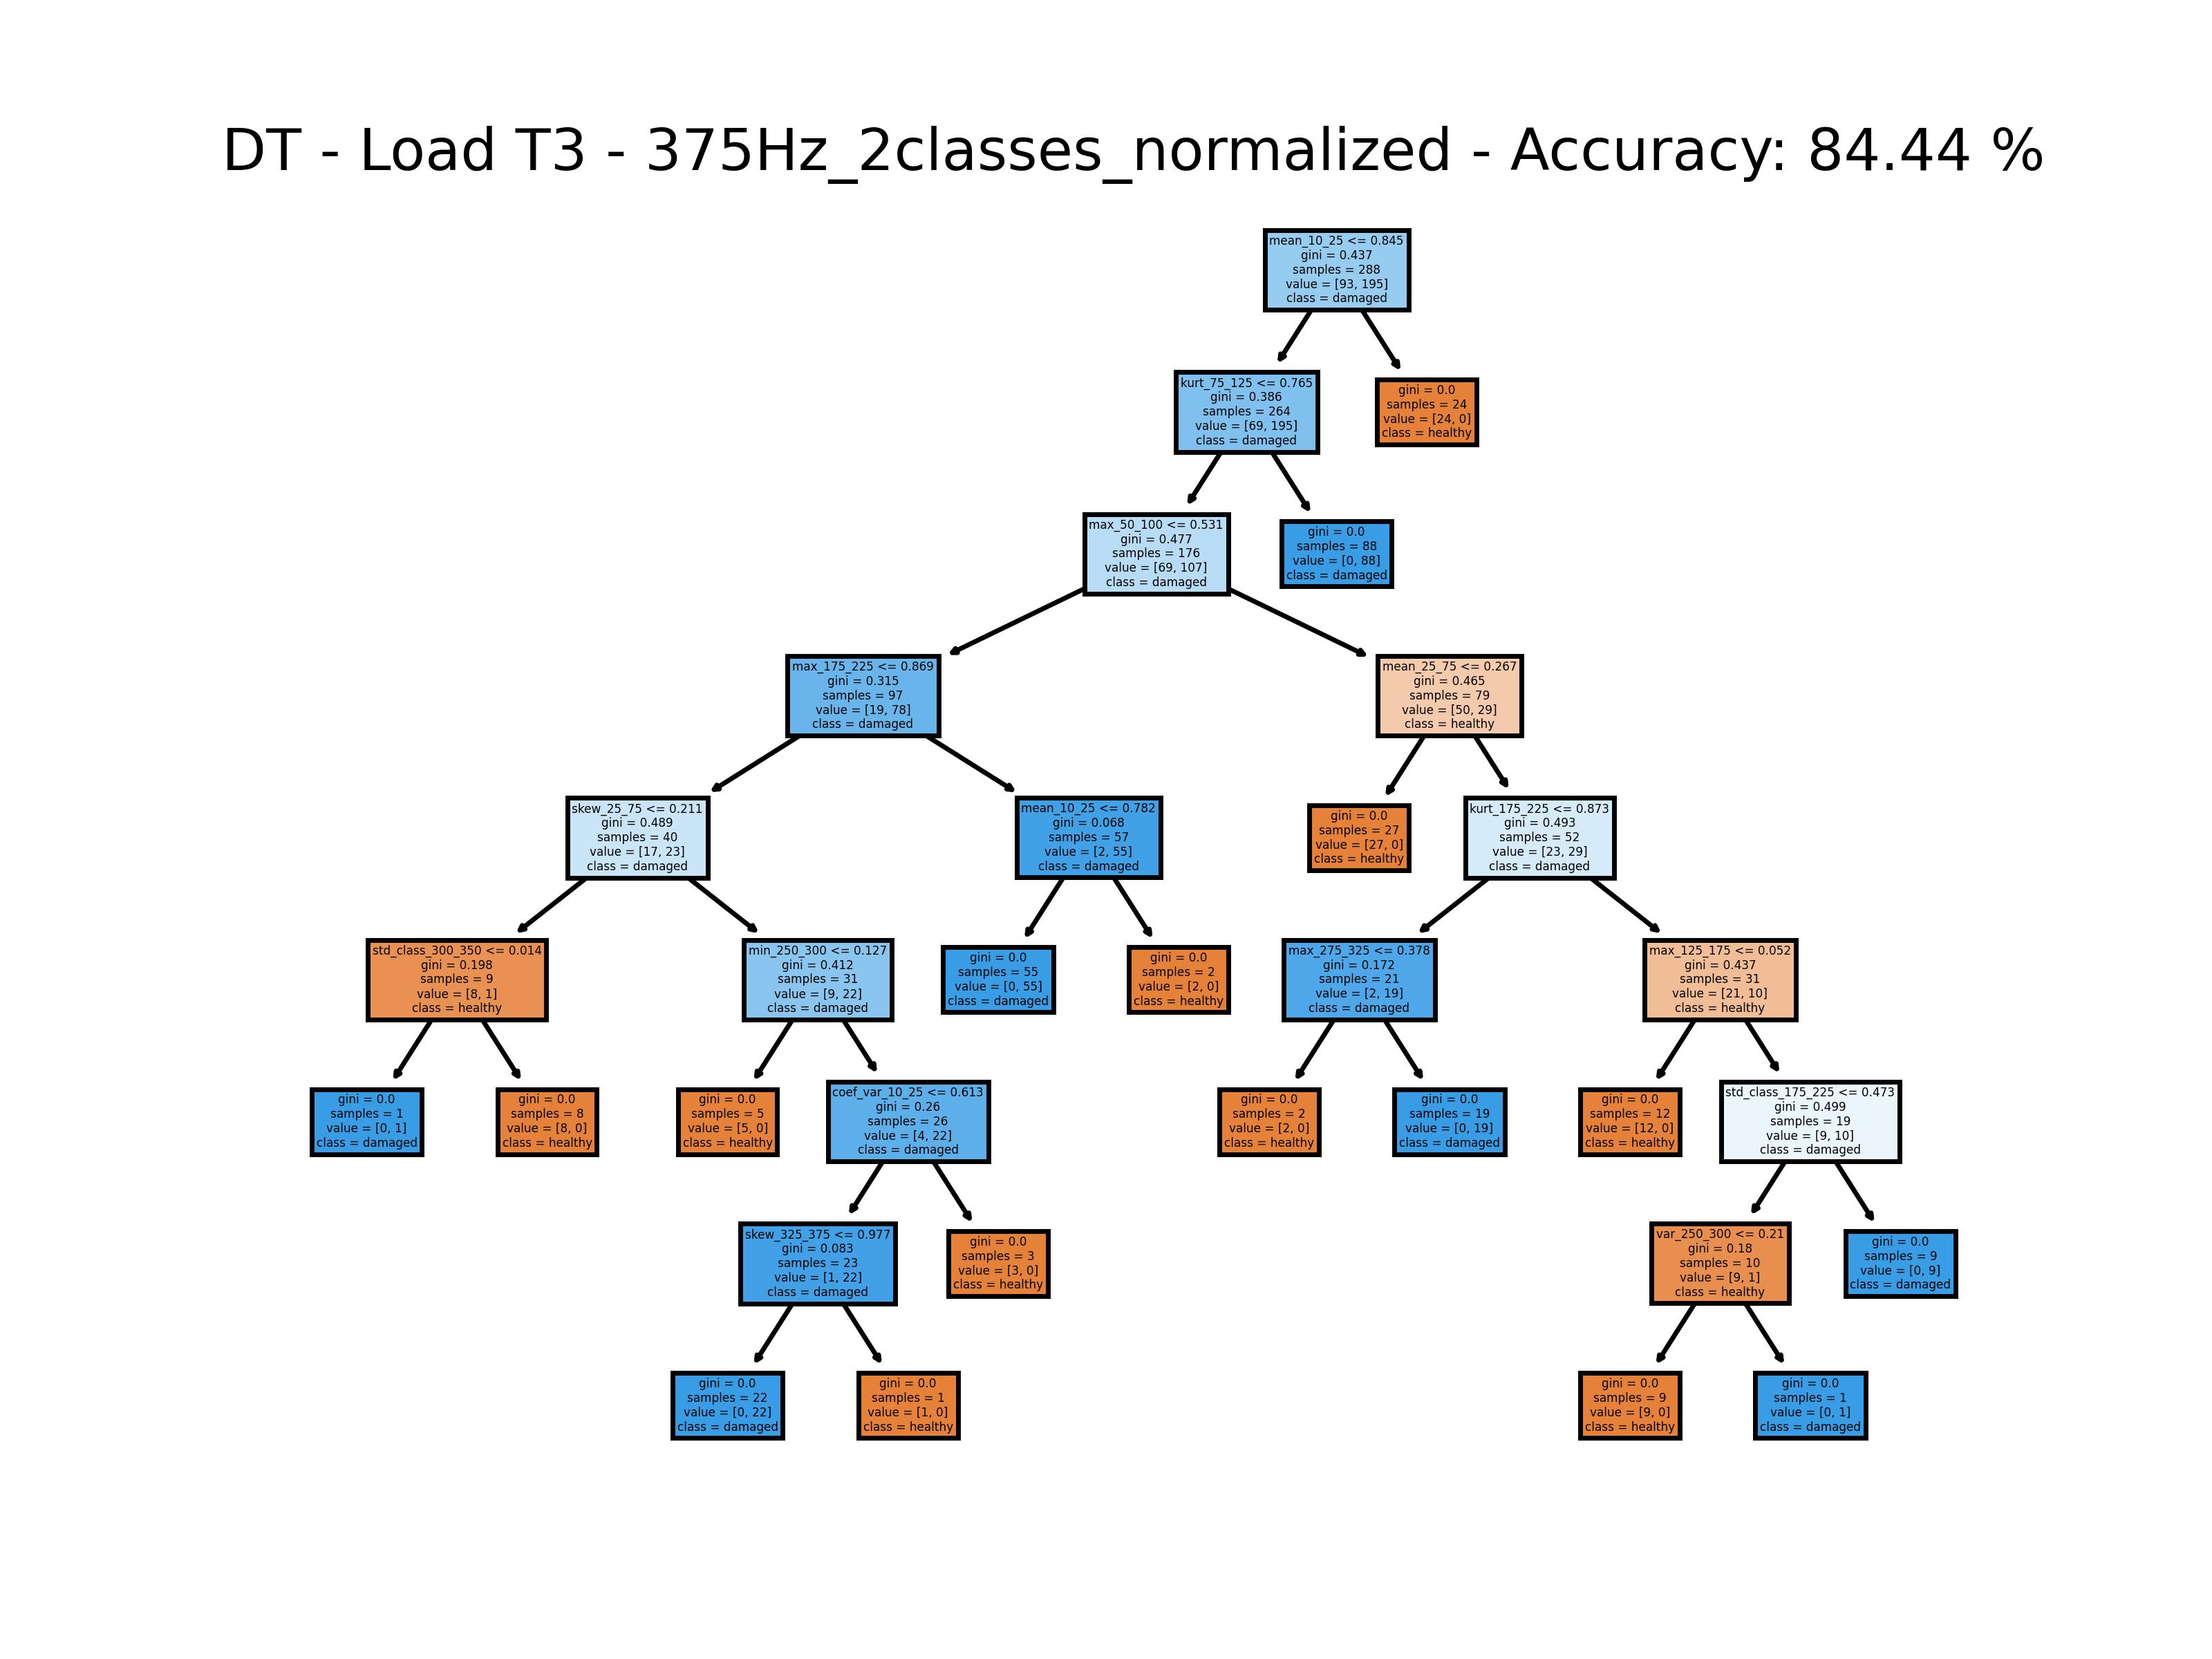 DT - Load T3 - 375Hz_2classes_normalized - Accuracy: 84.44 %
mean_10_25 <= 0.845
gini = 0.437
samples = 288
value = [93, 195]
class = damaged
kurt_75_125 <= 0.765
gini = 0.386
samples = 264
value = [69, 195]
class = damaged
gini = 0.0
samples = 24
value = [24, 0]
class = healthy
max_50_100 <= 0.531
gini = 0.477
samples = 176
value = [69, 107]
class = damaged
gini = 0.0
samples = 88
value = [0, 88]
class = damaged
max_175_225 <= 0.869
gini = 0.315
samples = 97
value = [19, 78]
class = damaged
mean_25_75 <= 0.267
gini = 0.465
samples = 79
value = [50, 29]
class = healthy
skew_25_75 <= 0.211
gini = 0.489
samples = 40
value = [17, 23]
class = damaged
mean_10_25 <= 0.782
gini = 0.068
samples = 57
value = [2, 55]
class = damaged
gini = 0.0
samples = 27
value = [27, 0]
class = healthy
kurt_175_225 <= 0.873
gini = 0.493
samples = 52
value = [23, 29]
class = damaged
std_class_300_350 <= 0.014
gini = 0.198
samples = 9
value = [8, 1]
class = healthy
min_250_300 <= 0.127
gini = 0.412
samples = 31
value = [9, 22]
class = damaged
gini = 0.0
samples = 55
value = [0, 55]
class = damaged
gini = 0.0
samples = 2
value = [2, 0]
class = healthy
max_275_325 <= 0.378
gini = 0.172
samples = 21
value = [2, 19]
class = damaged
max_125_175 <= 0.052
gini = 0.437
samples = 31
value = [21, 10]
class = healthy
gini = 0.0
samples = 1
value = [0, 1]
class = damaged
gini = 0.0
samples = 8
value = [8, 0]
class = healthy
gini = 0.0
samples = 5
value = [5, 0]
class = healthy
coef_var_10_25 <= 0.613
gini = 0.26
samples = 26
value = [4, 22]
class = damaged
gini = 0.0
samples = 2
value = [2, 0]
class = healthy
gini = 0.0
samples = 19
value = [0, 19]
class = damaged
gini = 0.0
samples = 12
value = [12, 0]
class = healthy
std_class_175_225 <= 0.473
gini = 0.499
samples = 19
value = [9, 10]
class = damaged
skew_325_375 <= 0.977
gini = 0.083
samples = 23
value = [1, 22]
class = damaged
gini = 0.0
samples = 3
value = [3, 0]
class = healthy
var_250_300 <= 0.21
gini = 0.18
samples = 10
value = [9, 1]
class = healthy
gini = 0.0
samples = 9
value = [0, 9]
class = damaged
gini = 0.0
samples = 22
value = [0, 22]
class = damaged
gini = 0.0
samples = 1
value = [1, 0]
class = healthy
gini = 0.0
samples = 9
value = [9, 0]
class = healthy
gini = 0.0
samples = 1
value = [0, 1]
class = damaged